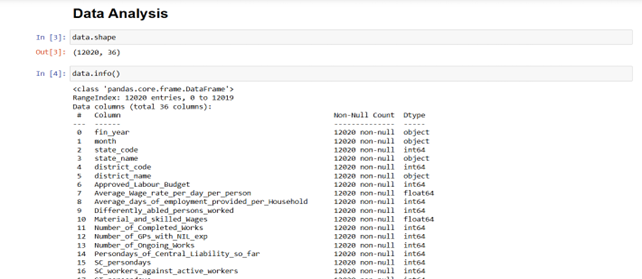 Data Analysis
In [3]: data.shape
Out[3]: (12020, 36)
In [4]: data.info()
<class 'pandas.core.frame.DataFrame'>
RangeIndex: 12020 entries, 0 to 12019
Data columns (total 36 columns):
# Column Non-Null Count Dtype
--- ------ -------------- -----
0 fin_year 12020 non-null object
1 month 12020 non-null object
2 state_code 12020 non-null int64
3 state_name 12020 non-null object
4 district_code 12020 non-null int64
5 district_name 12020 non-null object
6 Approved_Labour_Budget 12020 non-null int64
7 Average_Wage_rate_per_day_per_person 12020 non-null float64
8 Average_days_of_employment_provided_per_Household 12020 non-null int64
9 Differently_abled_persons_worked 12020 non-null int64
10 Material_and_skilled_Wages 12020 non-null float64
11 Number_of_Completed_Works 12020 non-null int64
12 Number_of_GPs_with_NIL_exp 12020 non-null int64
13 Number_of_Ongoing_Works 12020 non-null int64
14 Persondays_of_Central_Liability_so_far 12020 non-null int64
15 SC_persondays 12020 non-null int64
16 SC_workers_against_active_workers 12020 non-null int64